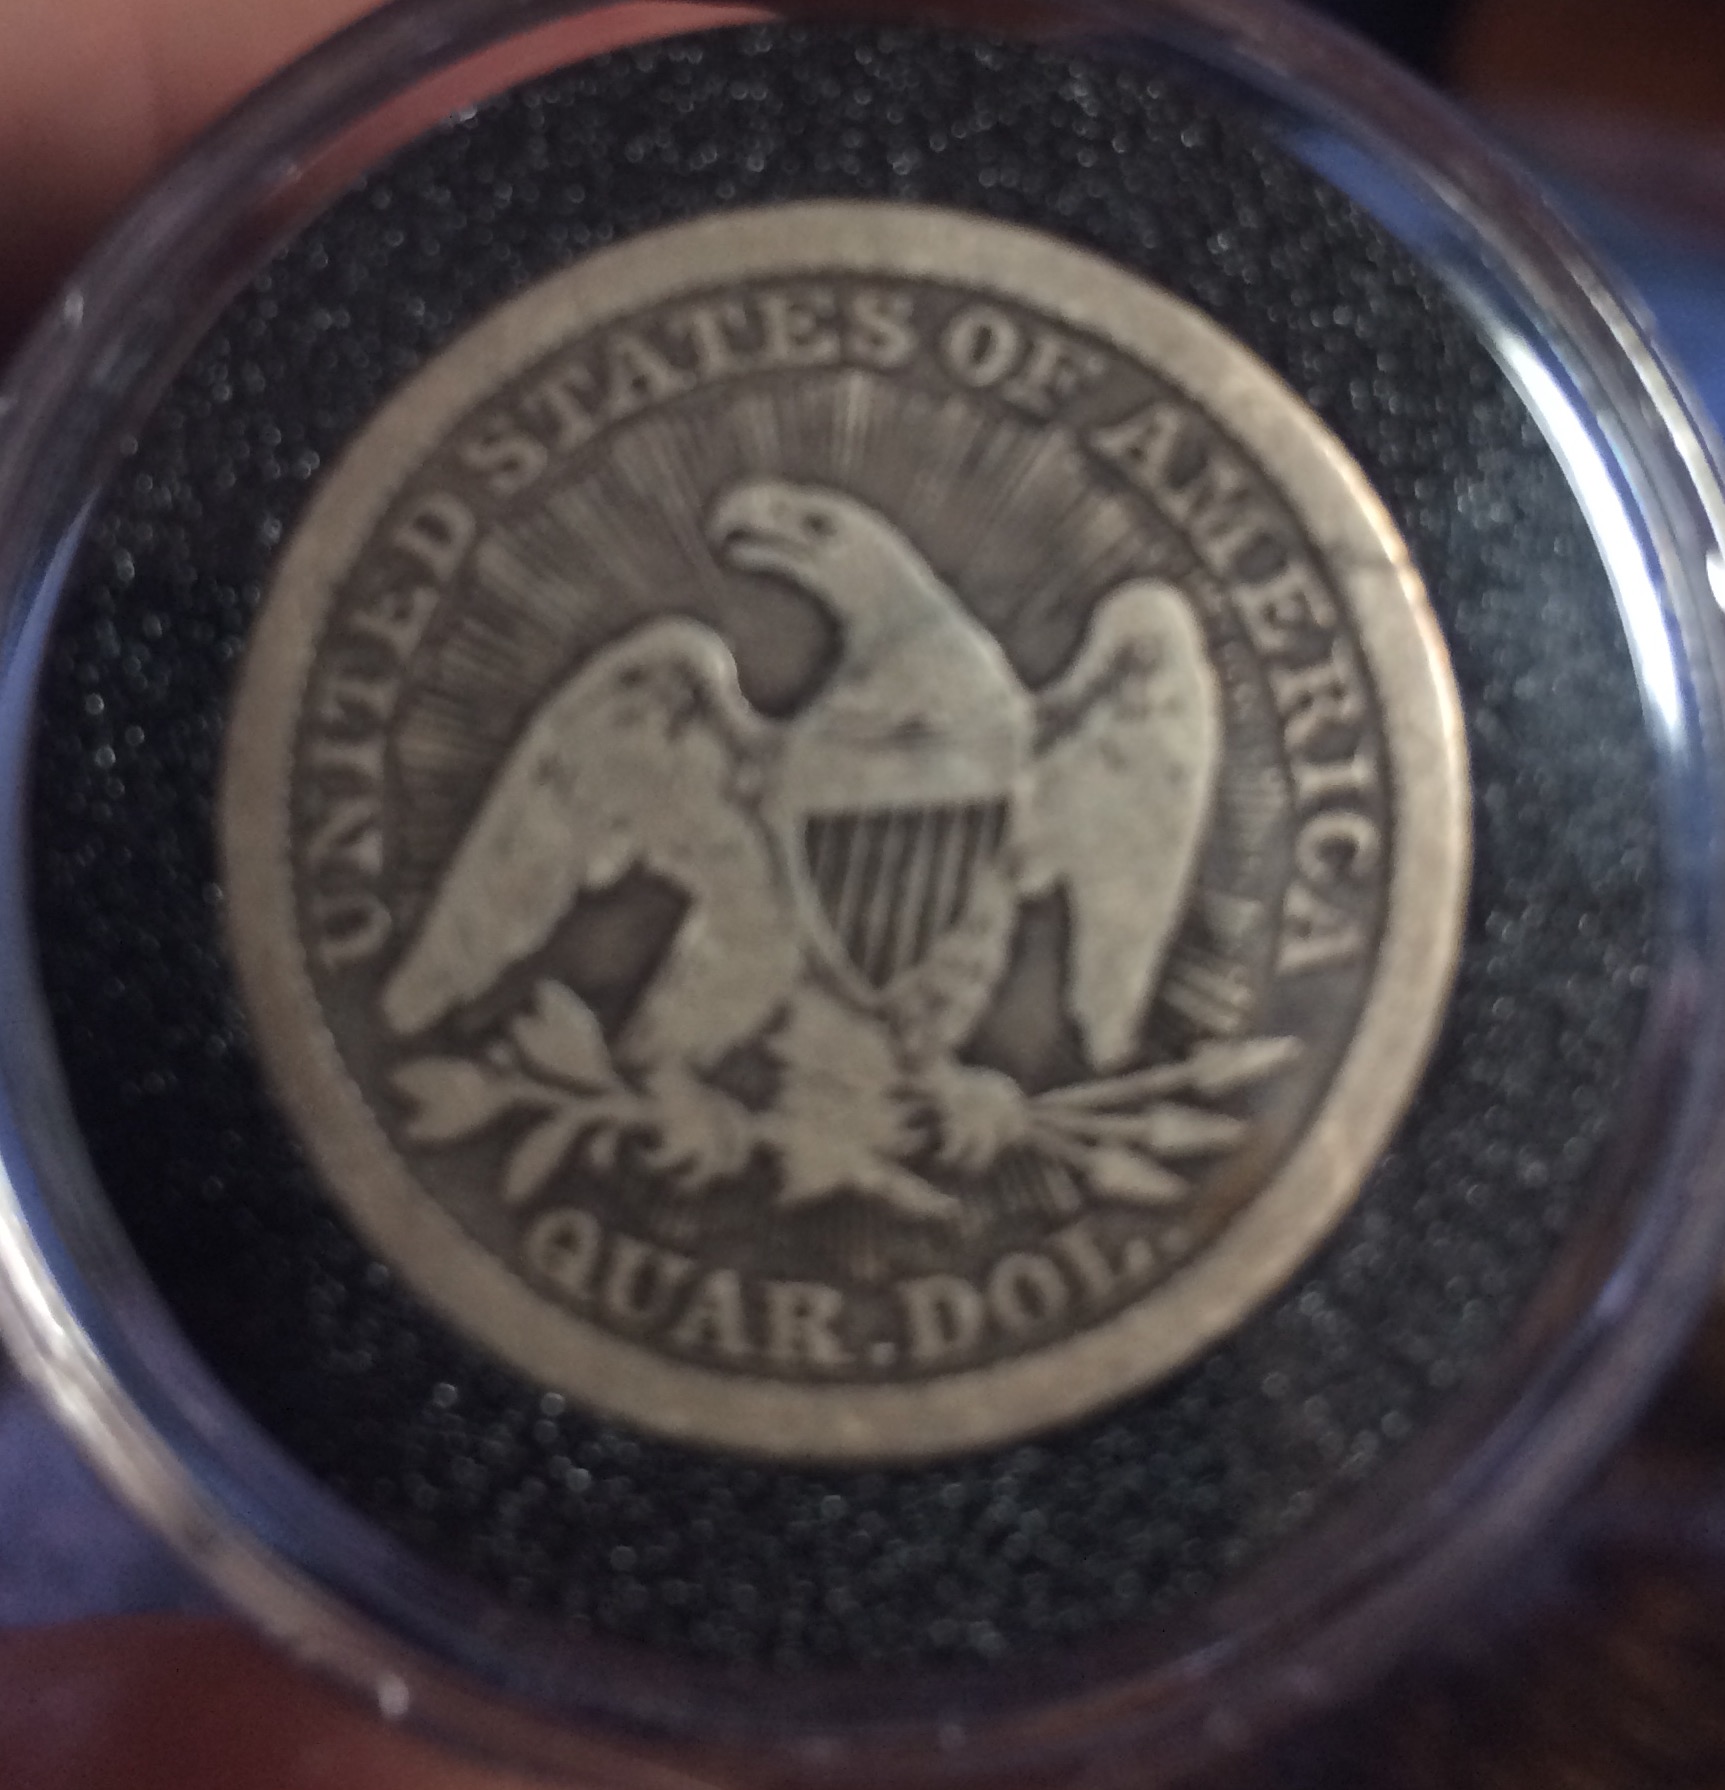 UNITED STATES OF AMERICA
QUAR. DOL.